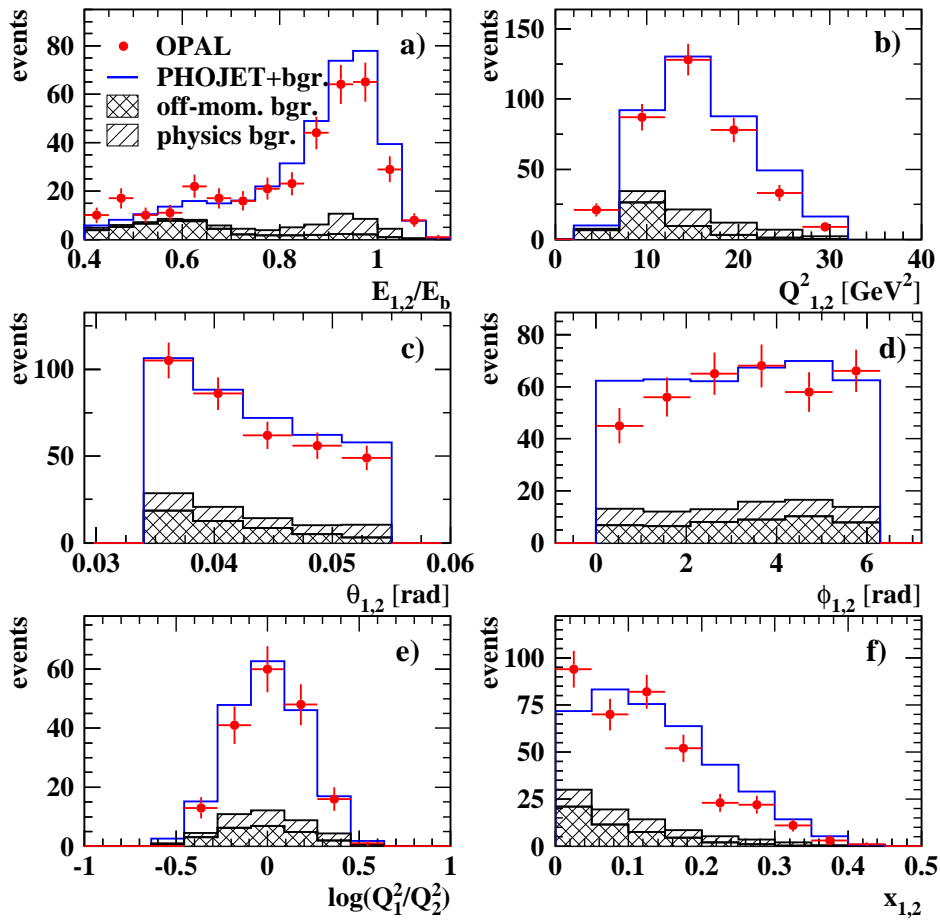 events
a)
80
60
40
20
0
OPAL
PHOJET+bgr.
off-mom. bgr.
physics bgr.
0.4 0.6 0.8 1
E1,2/Eb
events
b)
150
100
50
0
0 10 20 30 40
Q²1,2 [GeV²]
events
c)
100
50
0
0.03 0.04 0.05 0.06
θ1,2 [rad]
events
d)
80
60
40
20
0
0 2 4 6
ϕ1,2 [rad]
events
e)
60
40
20
0
-1 -0.5 0 0.5 1
log(Q₁²/Q₂²)
events
f)
125
100
75
50
25
0
0 0.1 0.2 0.3 0.4 0.5
x1,2